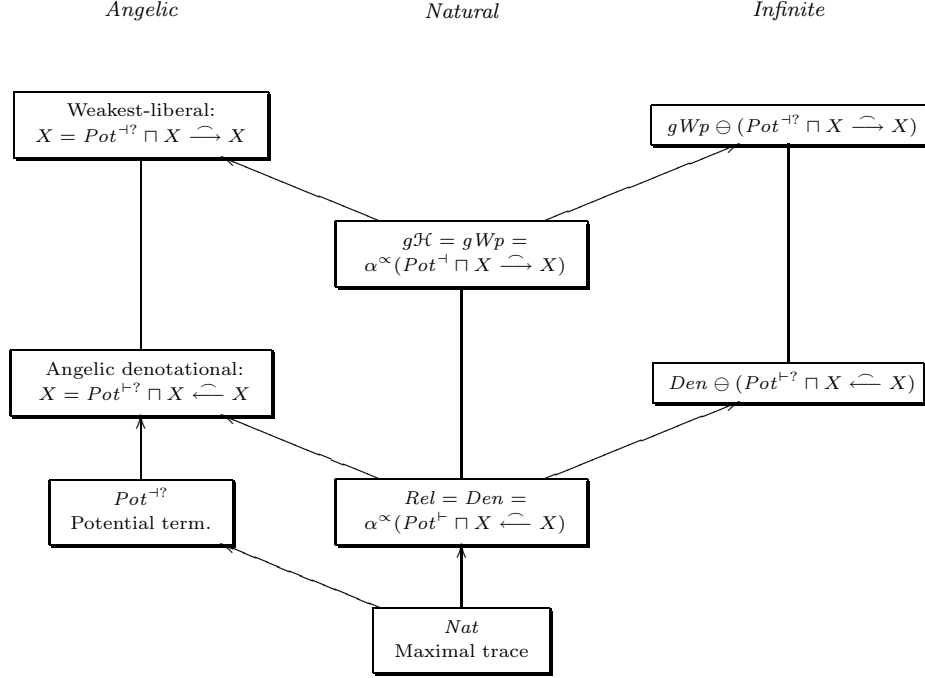 Angelic Natural Infinite
Weakest-liberal:
X = Pot^{⊣?} ⊓ X ⟶͡ X
gWp ⊖ (Pot^{⊣?} ⊓ X ⟶͡ X)
gℋ = gWp =
α^∝(Pot^⊣ ⊓ X ⟶͡ X)
Angelic denotational:
X = Pot^{⊢?} ⊓ X ⟵͡ X
Den ⊖ (Pot^{⊢?} ⊓ X ⟵͡ X)
Pot^{⊣?}
Potential term.
Rel = Den =
α^∝(Pot^⊢ ⊓ X ⟵͡ X)
Nat
Maximal trace